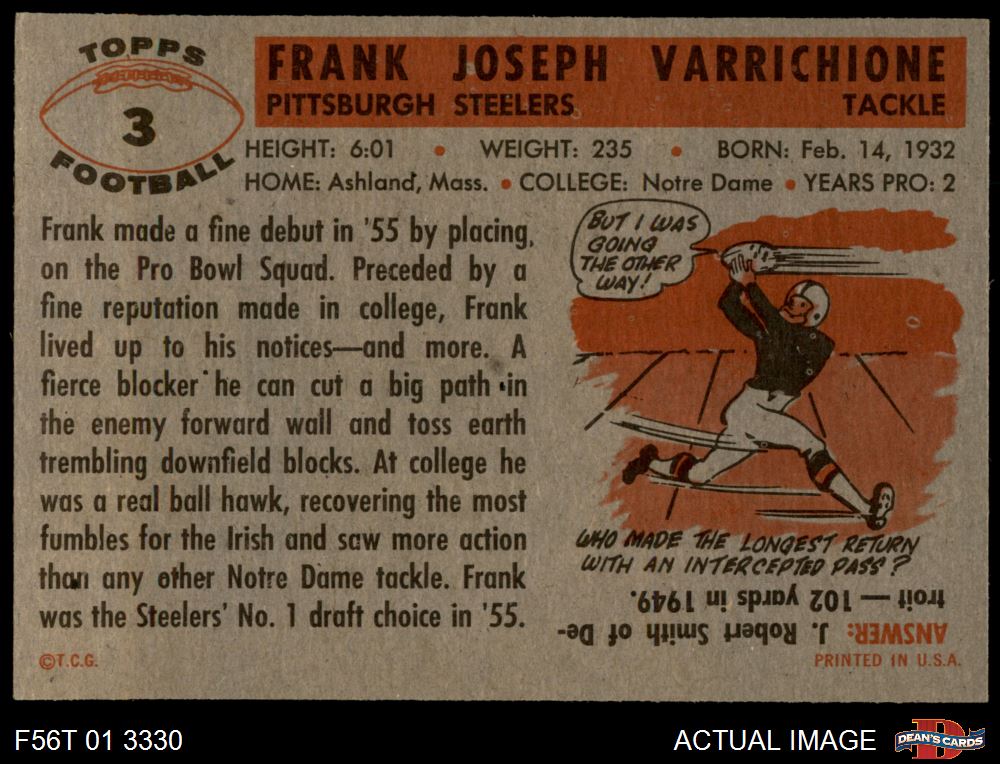 TOPPS
3
FOOTBALL
FRANK JOSEPH VARRICHIONE
PITTSBURGH STEELERS TACKLE
HEIGHT: 6:01 • WEIGHT: 235 • BORN: Feb. 14, 1932
HOME: Ashland, Mass. • COLLEGE: Notre Dame • YEARS PRO: 2
Frank made a fine debut in '55 by placing,
on the Pro Bowl Squad. Preceded by a
fine reputation made in college, Frank
lived up to his notices—and more. A
fierce blocker he can cut a big path in
the enemy forward wall and toss earth
trembling downfield blocks. At college he
was a real ball hawk, recovering the most
fumbles for the Irish and saw more action
than any other Notre Dame tackle. Frank
was the Steelers' No. 1 draft choice in '55.
©T.C.G.
BUT I WAS
GOING
THE OTHER
WAY!
WHO MADE THE LONGEST RETURN
WITH AN INTERCEPTED PASS?
ANSWER: J. Robert Smith of De-
troit — 102 yards in 1949.
PRINTED IN U.S.A.
F56T 01 3330
ACTUAL IMAGE
D
DEAN'S CARDS